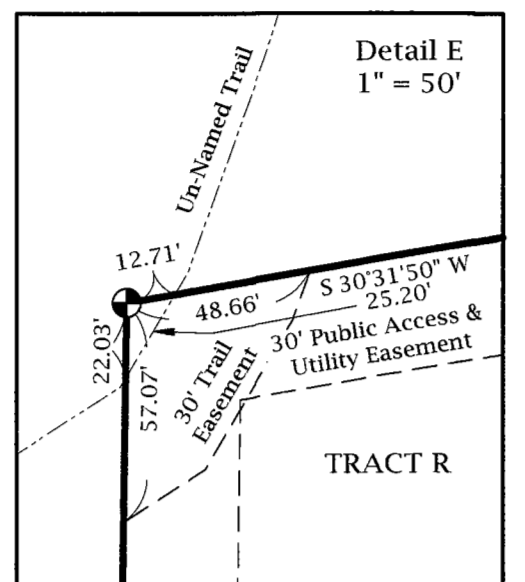 Detail E
1" = 50'
Un-Named Trail
12.71'
48.66'
S 30°31'50" W
25.20'
22.03'
57.07'
30' Trail
Easement
30' Public Access &
Utility Easement
TRACT R